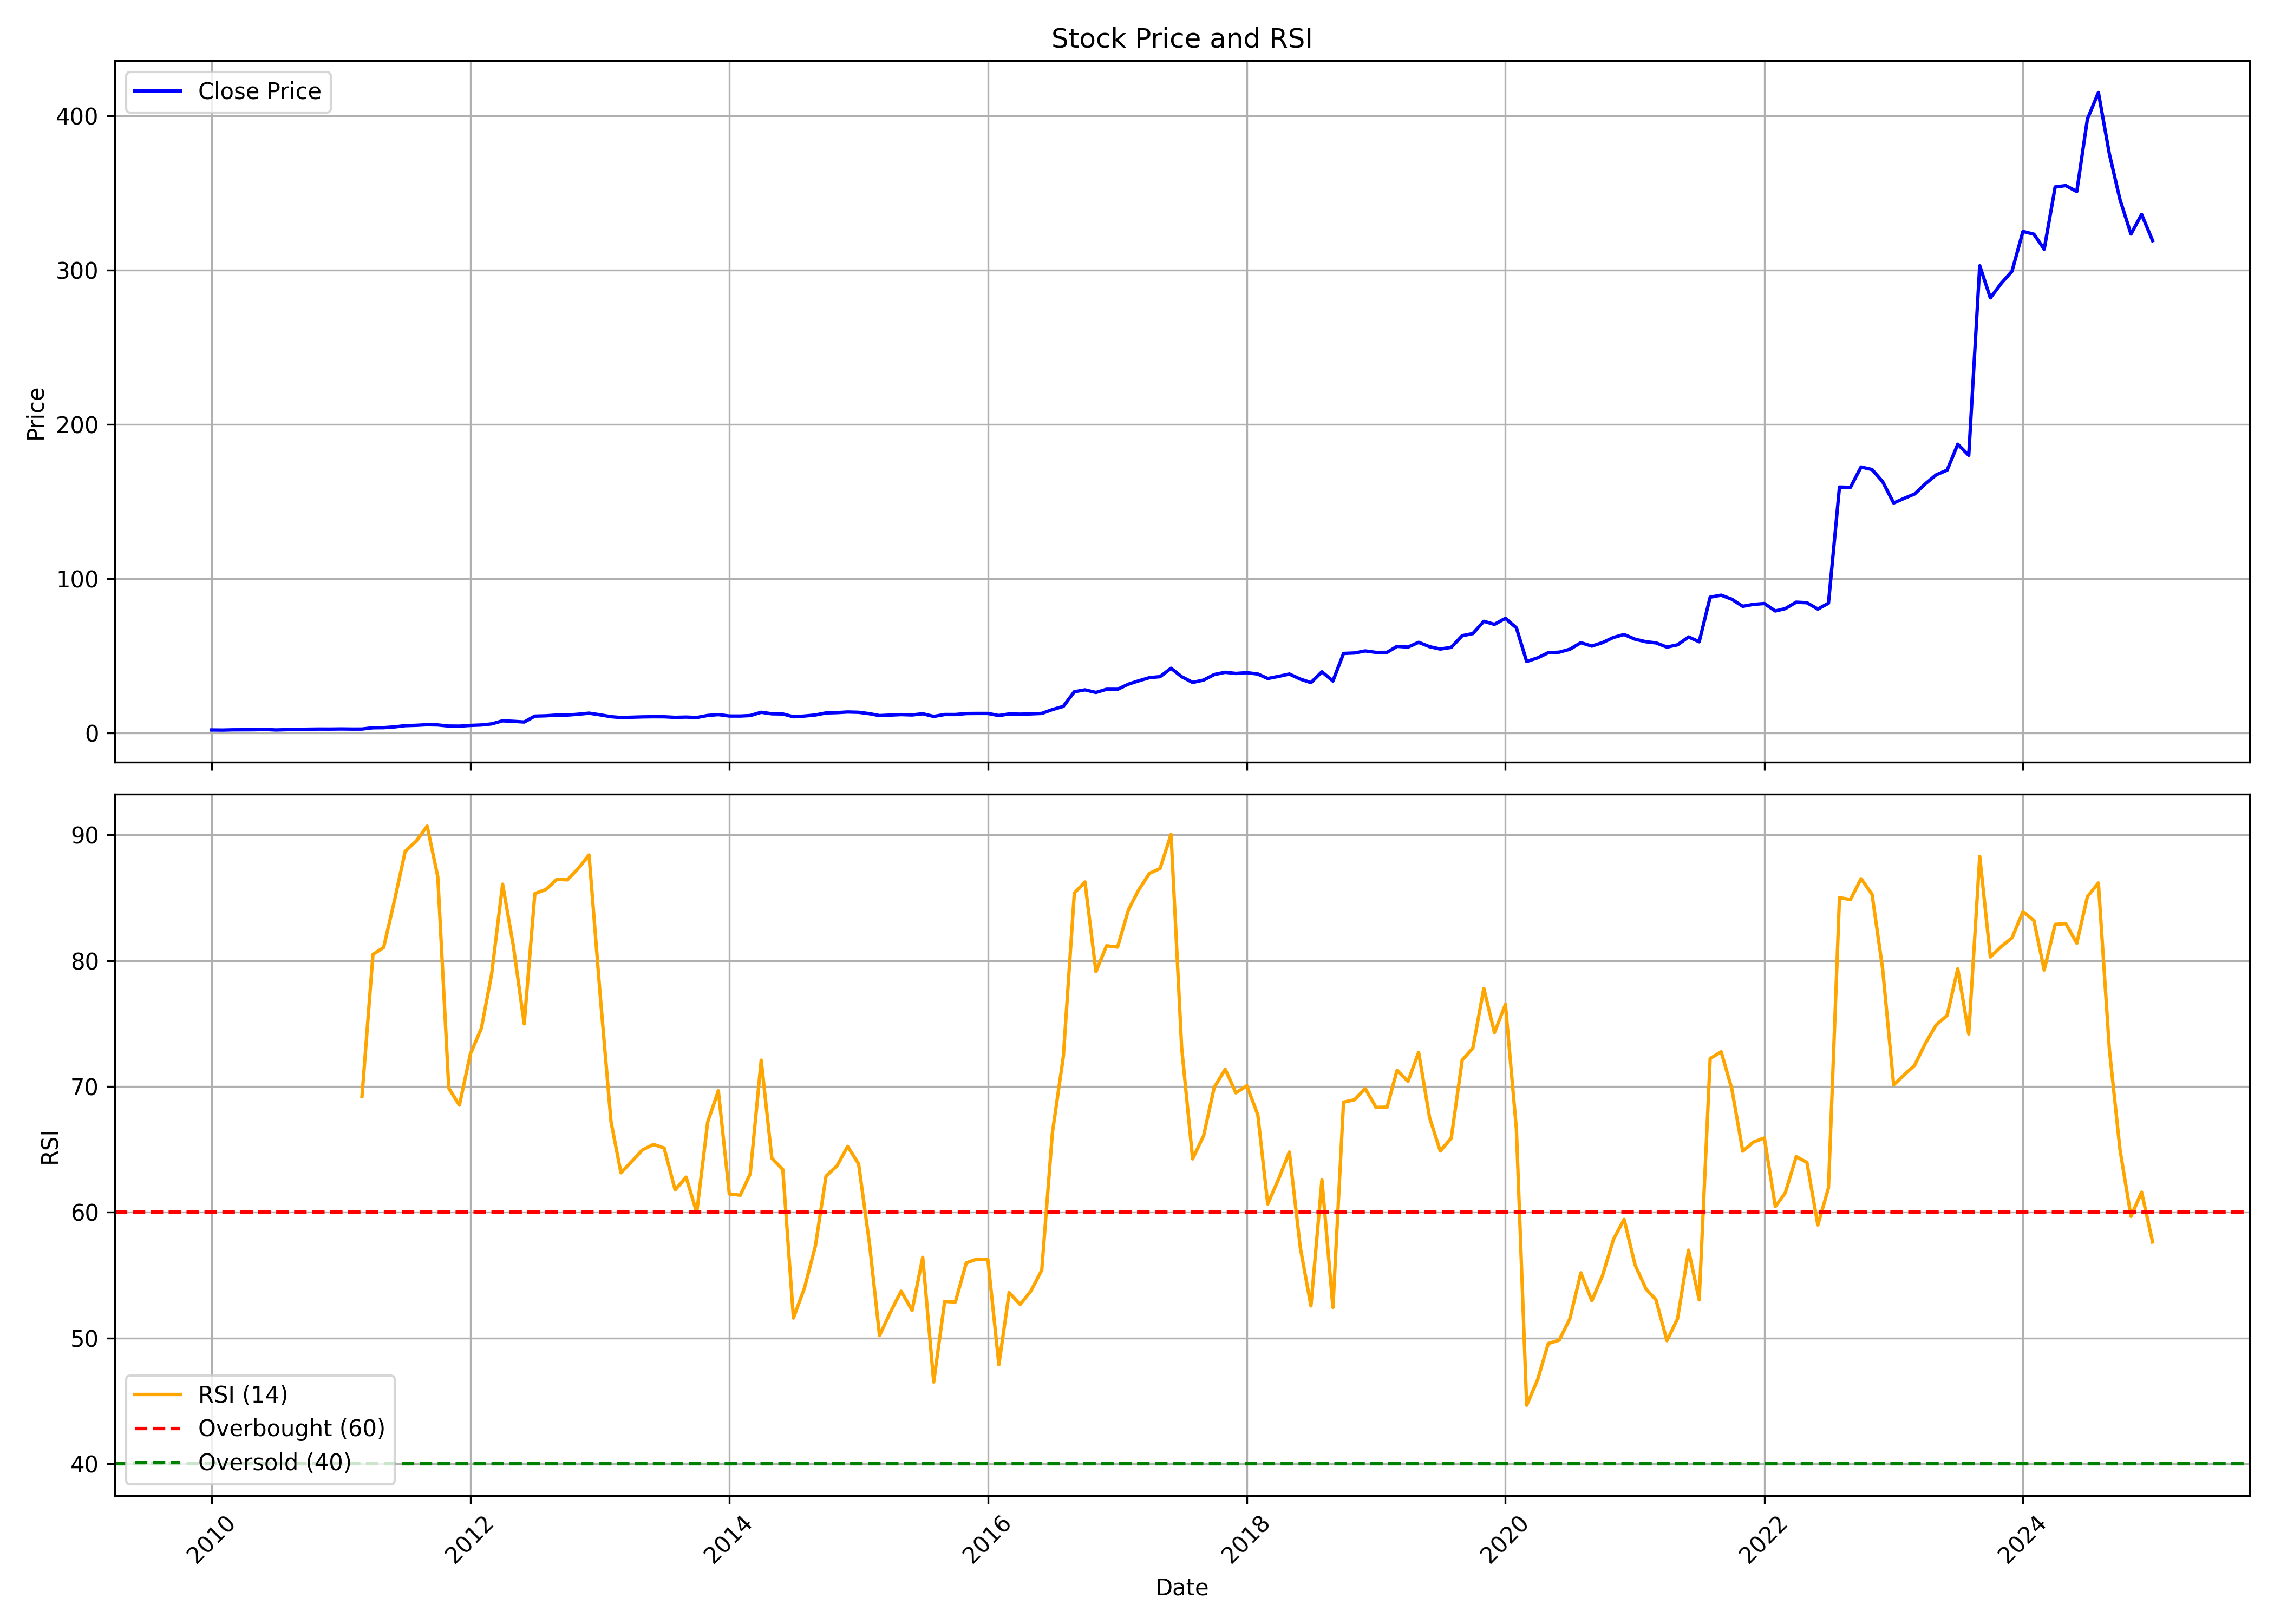 Stock Price and RSI
Close Price
400
300
200
100
0
Price
90
80
70
60
50
40
RSI
RSI (14)
Overbought (60)
Oversold (40)
2010
2012
2014
2016
2018
2020
2022
2024
Date